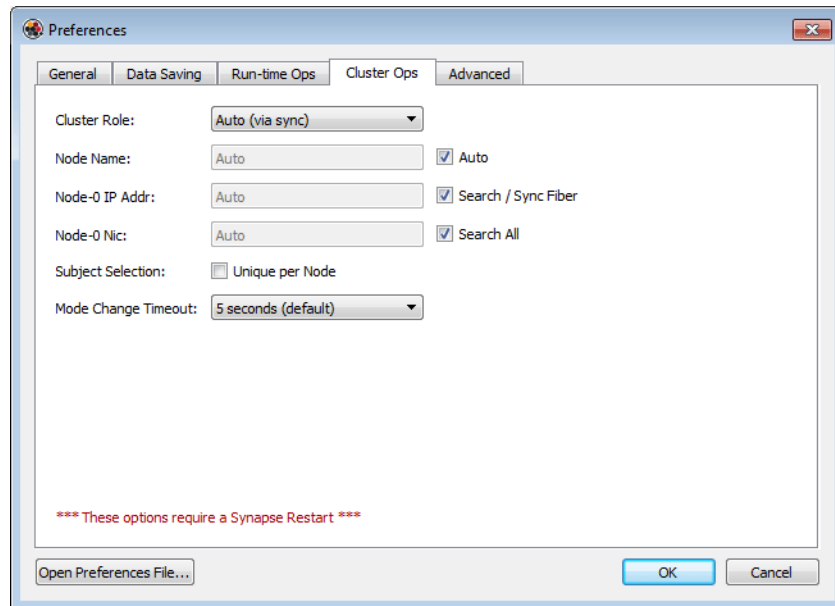 Preferences
General Data Saving Run-time Ops Cluster Ops Advanced
Cluster Role: Auto (via sync)
Node Name: Auto Auto
Node-0 IP Addr: Auto Search / Sync Fiber
Node-0 Nic: Auto Search All
Subject Selection: Unique per Node
Mode Change Timeout: 5 seconds (default)
*** These options require a Synapse Restart ***
Open Preferences File... OK Cancel